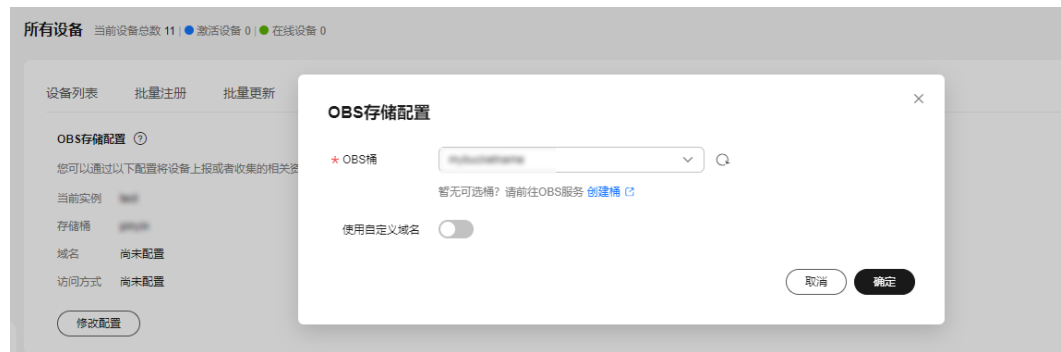 所有设备 当前设备总数 11 | 激活设备 0 | 在线设备 0
设备列表 批量注册 批量更新
OBS存储配置
您可以通过以下配置将设备上报或者收集的相关资
当前实例
存储桶
域名 尚未配置
访问方式 尚未配置
修改配置
OBS存储配置
* OBS桶
暂无可选桶？请前往OBS服务 创建桶
使用自定义域名
取消 确定